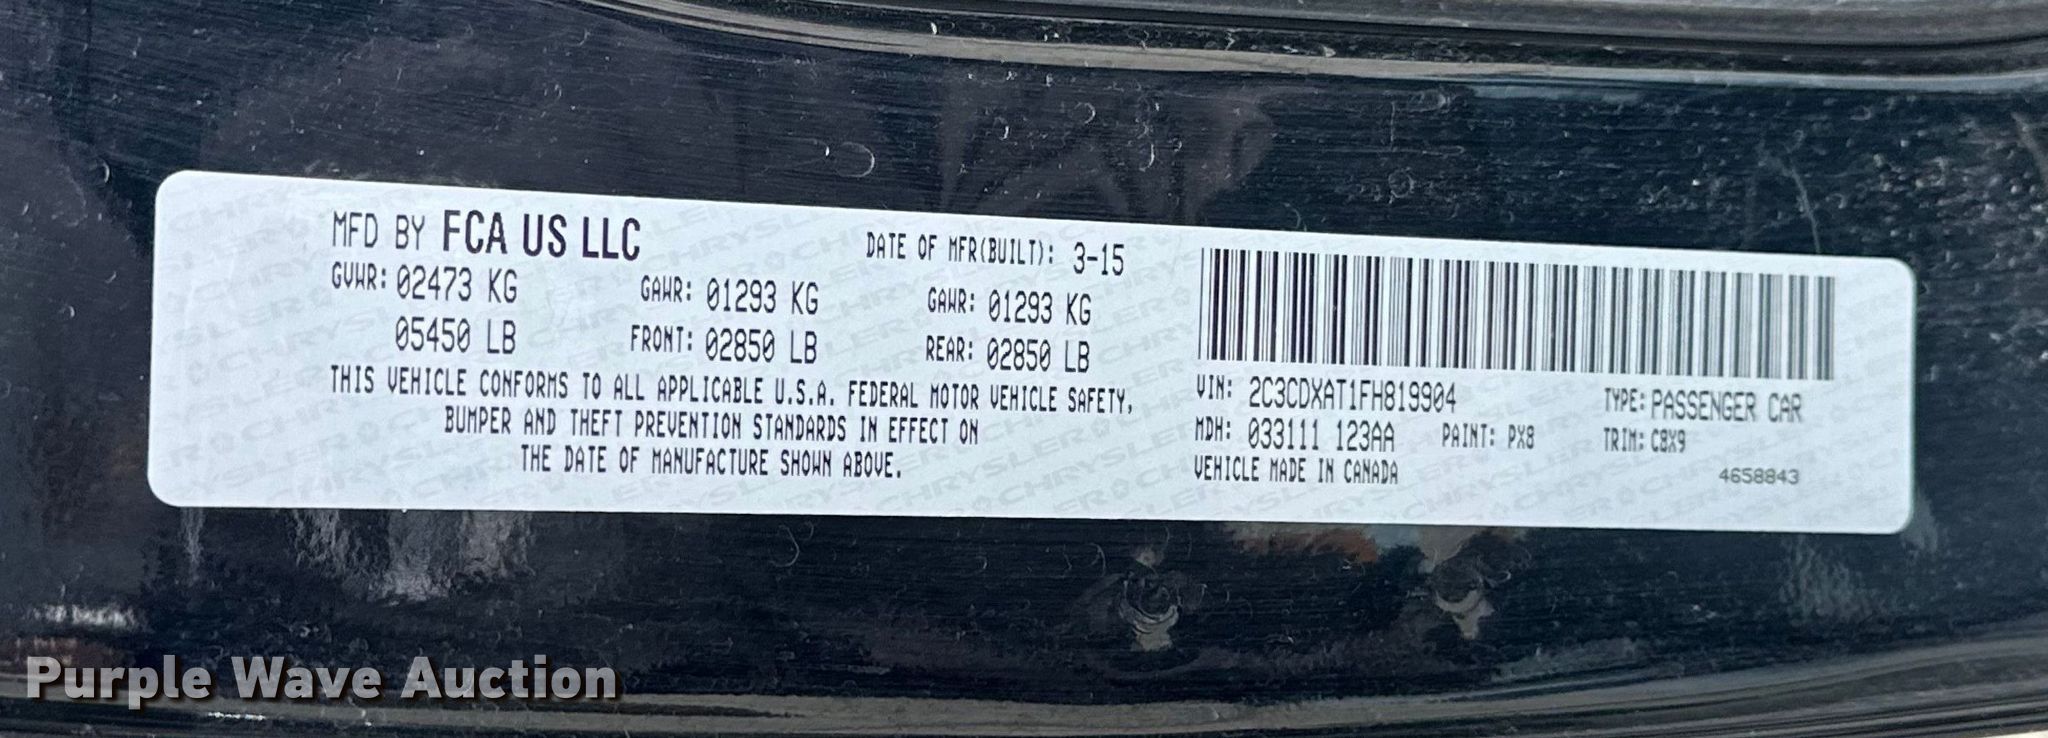 MFD BY FCA US LLC DATE OF MFR(BUILT): 3-15
GVWR: 02473 KG GAWR: 01293 KG GAWR: 01293 KG
05450 LB FRONT: 02850 LB REAR: 02850 LB
THIS VEHICLE CONFORMS TO ALL APPLICABLE U.S.A. FEDERAL MOTOR VEHICLE SAFETY,
BUMPER AND THEFT PREVENTION STANDARDS IN EFFECT ON
THE DATE OF MANUFACTURE SHOWN ABOVE.
VIN: 2C3CDXAT1FH819904 TYPE: PASSENGER CAR
MDH: 033111 123AA PAINT: PX8 TRIM: C8X9
VEHICLE MADE IN CANADA 4658843
Purple Wave Auction